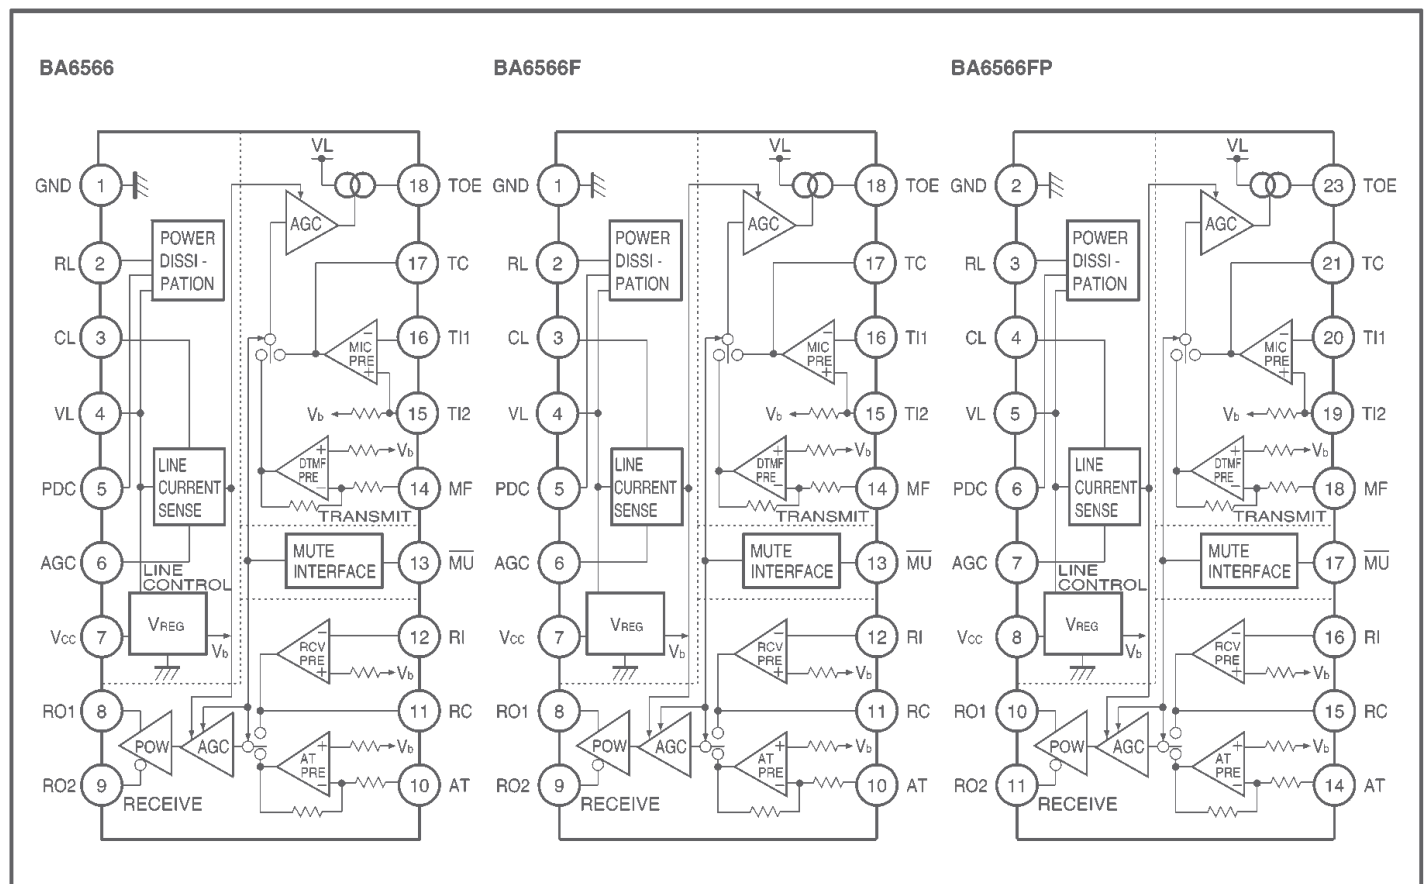 BA6566
BA6566F
BA6566FP
VL
GND 1
18 TOE
AGC
POWER
DISSI -
PATION
RL 2
17 TC
CL 3
16 TI1
MIC
PRE
− +
VL 4
15 TI2
Vb
LINE
CURRENT
SENSE
+ −
DTMF
PRE
Vb
PDC 5
14 MF
TRANSMIT
AGC 6
MUTE
INTERFACE
13 MU
LINE
CONTROL
VCC 7
VREG
Vb
12 RI
RCV
PRE
− +
Vb
RO1 8
11 RC
POW
AGC
AT
PRE
+ −
Vb
RO2 9
10 AT
RECEIVE
VL
GND 1
18 TOE
AGC
POWER
DISSI -
PATION
RL 2
17 TC
CL 3
16 TI1
MIC
PRE
− +
VL 4
15 TI2
Vb
LINE
CURRENT
SENSE
+ −
DTMF
PRE
Vb
PDC 5
14 MF
TRANSMIT
AGC 6
MUTE
INTERFACE
13 MU
VCC 7
VREG
12 RI
RCV
PRE
− +
Vb
RO1 8
11 RC
POW
AGC
AT
PRE
+ −
Vb
RO2 9
10 AT
RECEIVE
VL
GND 2
23 TOE
AGC
POWER
DISSI -
PATION
RL 3
21 TC
CL 4
20 TI1
MIC
PRE
− +
VL 5
19 TI2
Vb
LINE
CURRENT
SENSE
+ −
DTMF
PRE
Vb
PDC 6
18 MF
TRANSMIT
AGC 7
MUTE
INTERFACE
17 MU
LINE
CONTROL
VCC 8
VREG
Vb
16 RI
RCV
PRE
− +
Vb
RO1 10
15 RC
POW
AGC
AT
PRE
+ −
Vb
RO2 11
14 AT
RECEIVE